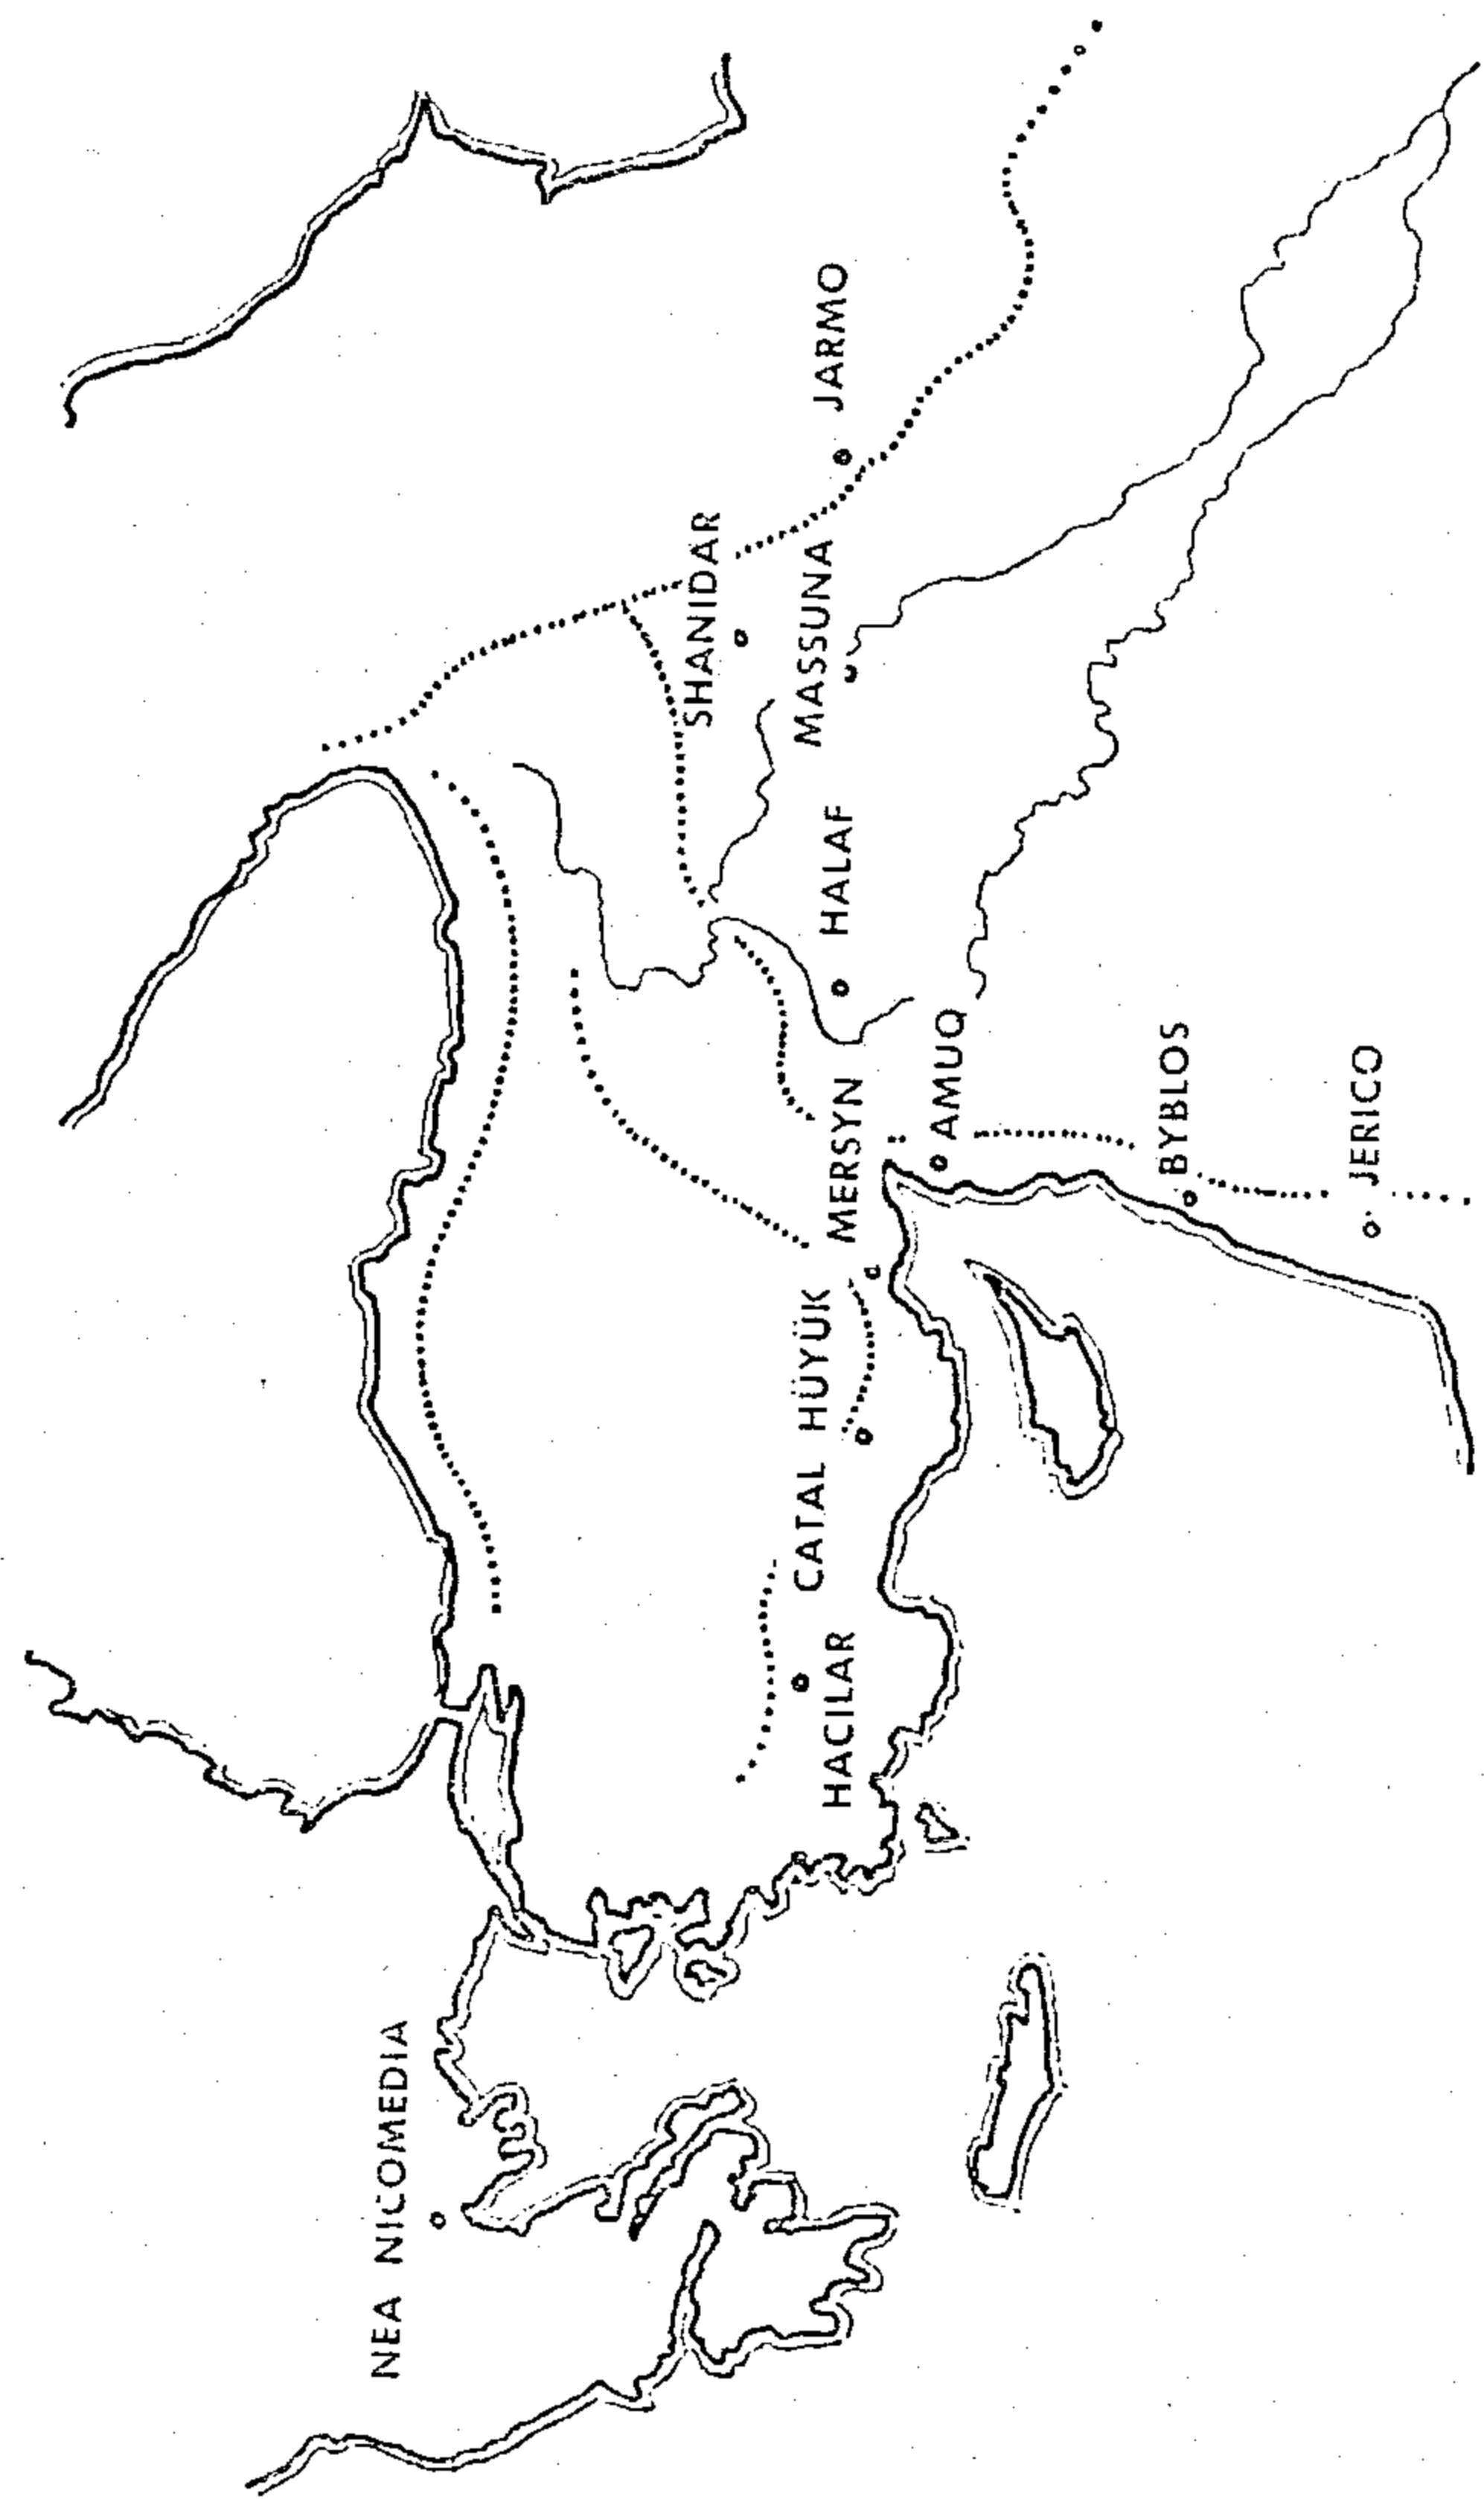 NEA NICOMEDIA
HACILAR
CATAL HÜYÜK
MERSYN
AMUQ
BYBLOS
JERICO
HALAF
MASSUNA
SHANIDAR
JARMO